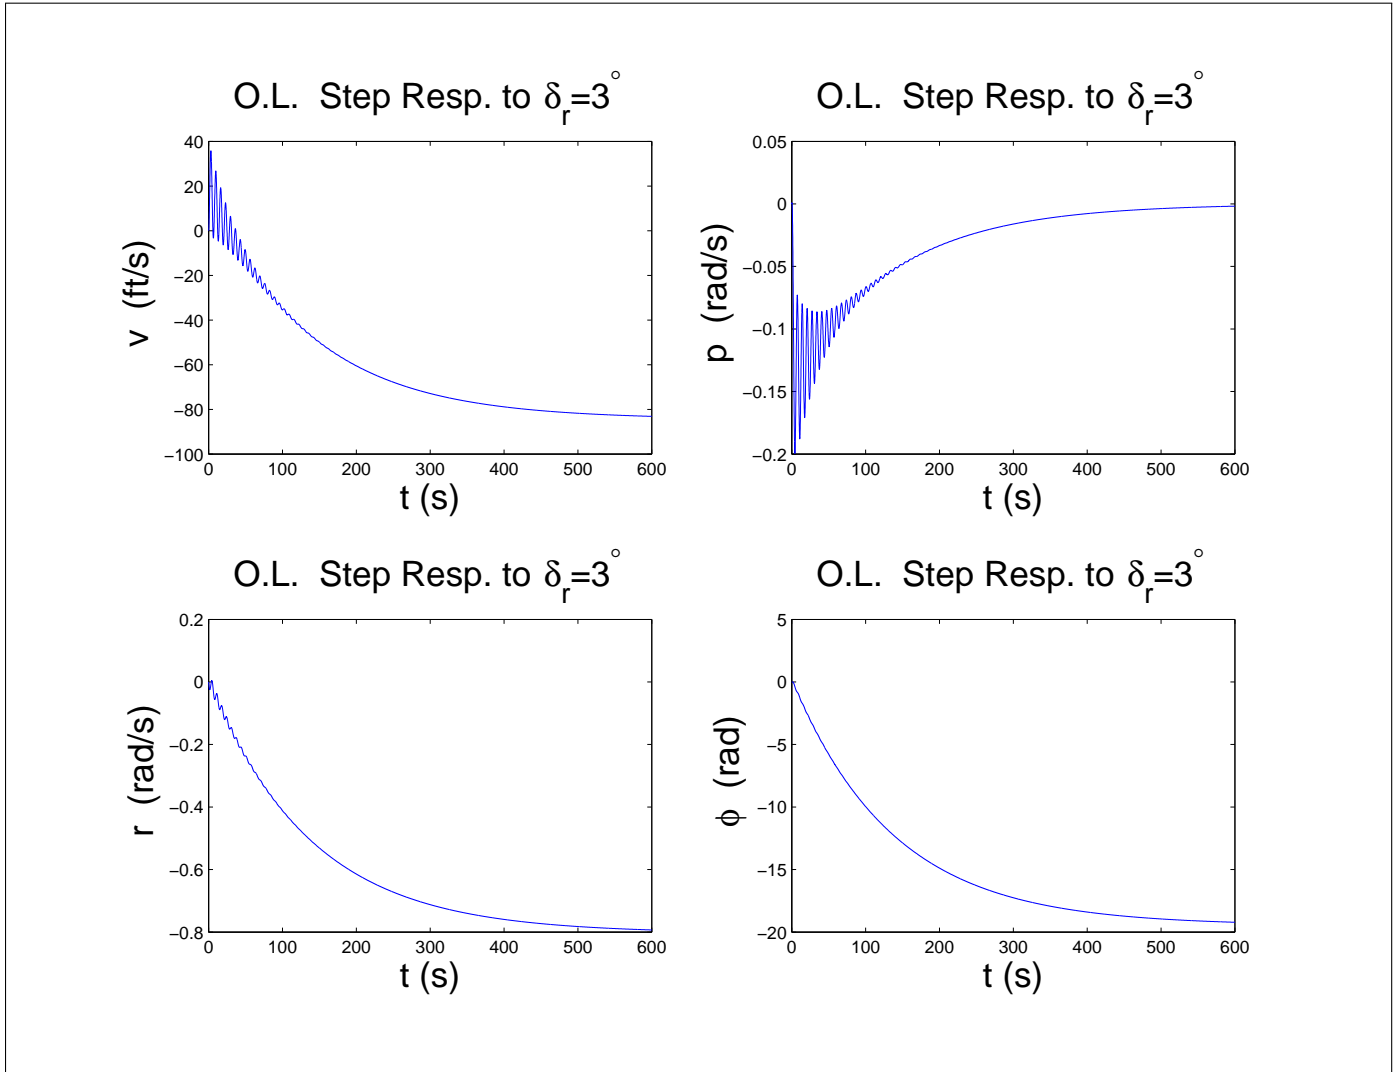 O.L. Step Resp. to δ_r=3°
40
20
0
−20
−40
−60
−80
−100
v (ft/s)
0 100 200 300 400 500 600
t (s)
O.L. Step Resp. to δ_r=3°
0.05
0
−0.05
−0.1
−0.15
−0.2
p (rad/s)
0 100 200 300 400 500 600
t (s)
O.L. Step Resp. to δ_r=3°
0.2
0
−0.2
−0.4
−0.6
−0.8
r (rad/s)
0 100 200 300 400 500 600
t (s)
O.L. Step Resp. to δ_r=3°
5
0
−5
−10
−15
−20
ϕ (rad)
0 100 200 300 400 500 600
t (s)